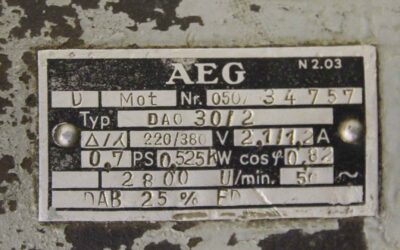 AEG N 2.03
D Mot Nr. 050/ 34757
Typ DAO 30/2
Δ/⅄ 220/380 V 2,1/1,2 A
0,7 PS 0,525 kW cosφ 0,82
2800 U/min. 50 ~
DAB 25% ED